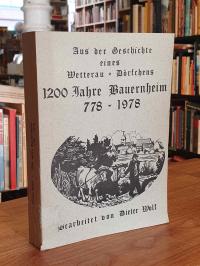 Aus der Geschichte
eines
Wetterau - Dörfchens
1200 Jahre Bauernheim
778 - 1978
Bearbeitet von Dieter Wolf